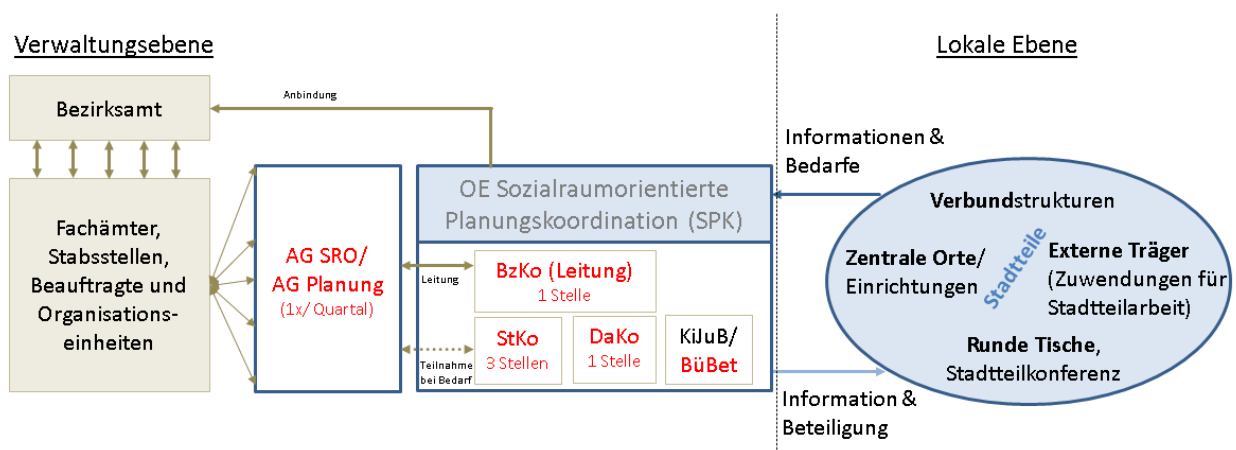 Verwaltungsebene
Lokale Ebene
Bezirksamt
Anbindung
Fachämter,
Stabsstellen,
Beauftragte und
Organisations-
einheiten
AG SRO/
AG Planung
(1x/ Quartal)
OE Sozialraumorientierte
Planungskoordination (SPK)
Leitung
BzKo (Leitung)
1 Stelle
Teilnahme
bei Bedarf
StKo
3 Stellen
DaKo
1 Stelle
KiJuB/
BüBet
Informationen &
Bedarfe
Verbundstrukturen
Zentrale Orte/
Einrichtungen
Stadtteile
Externe Träger
(Zuwendungen für
Stadtteilarbeit)
Runde Tische,
Stadtteilkonferenz
Information &
Beteiligung